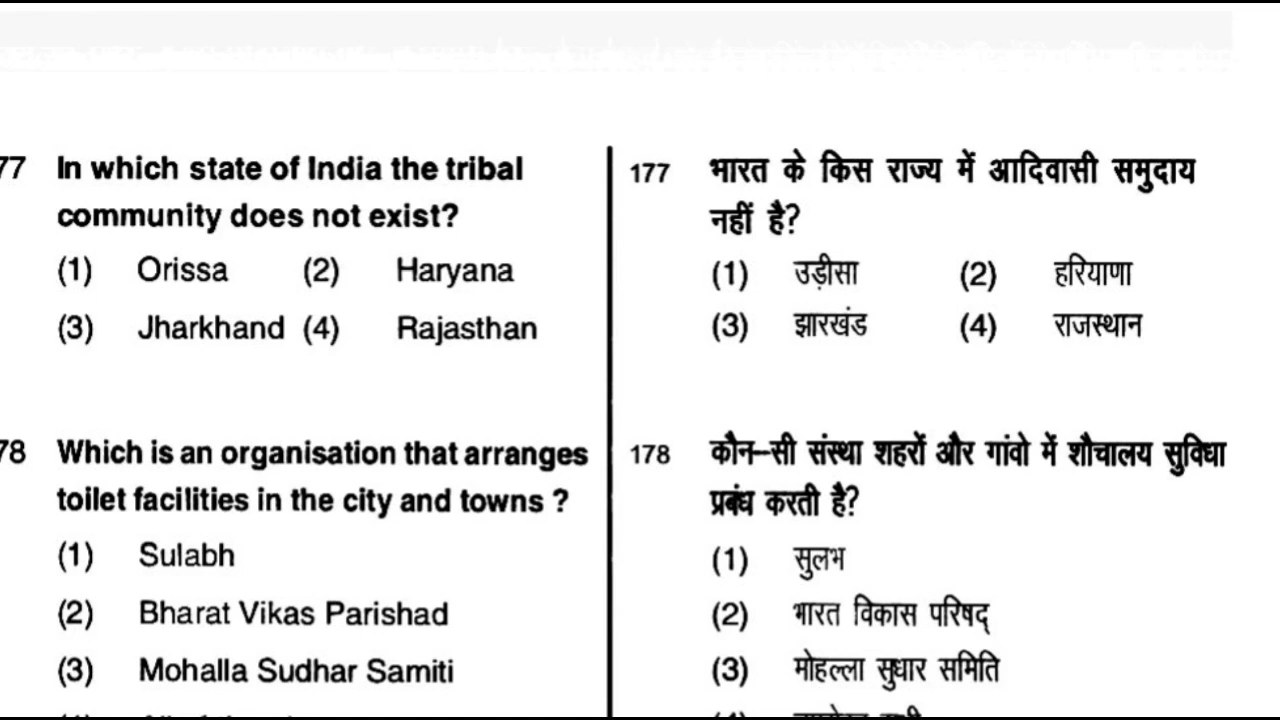 77 In which state of India the tribal
community does not exist?
(1) Orissa (2) Haryana
(3) Jharkhand (4) Rajasthan
78 Which is an organisation that arranges
toilet facilities in the city and towns ?
(1) Sulabh
(2) Bharat Vikas Parishad
(3) Mohalla Sudhar Samiti
177 भारत के किस राज्य में आदिवासी समुदाय
नहीं है?
(1) उड़ीसा (2) हरियाणा
(3) झारखंड (4) राजस्थान
178 कौन–सी संस्था शहरों और गांवो में शौचालय सुविधा
प्रबंध करती है?
(1) सुलभ
(2) भारत विकास परिषद्
(3) मोहल्ला सुधार समिति